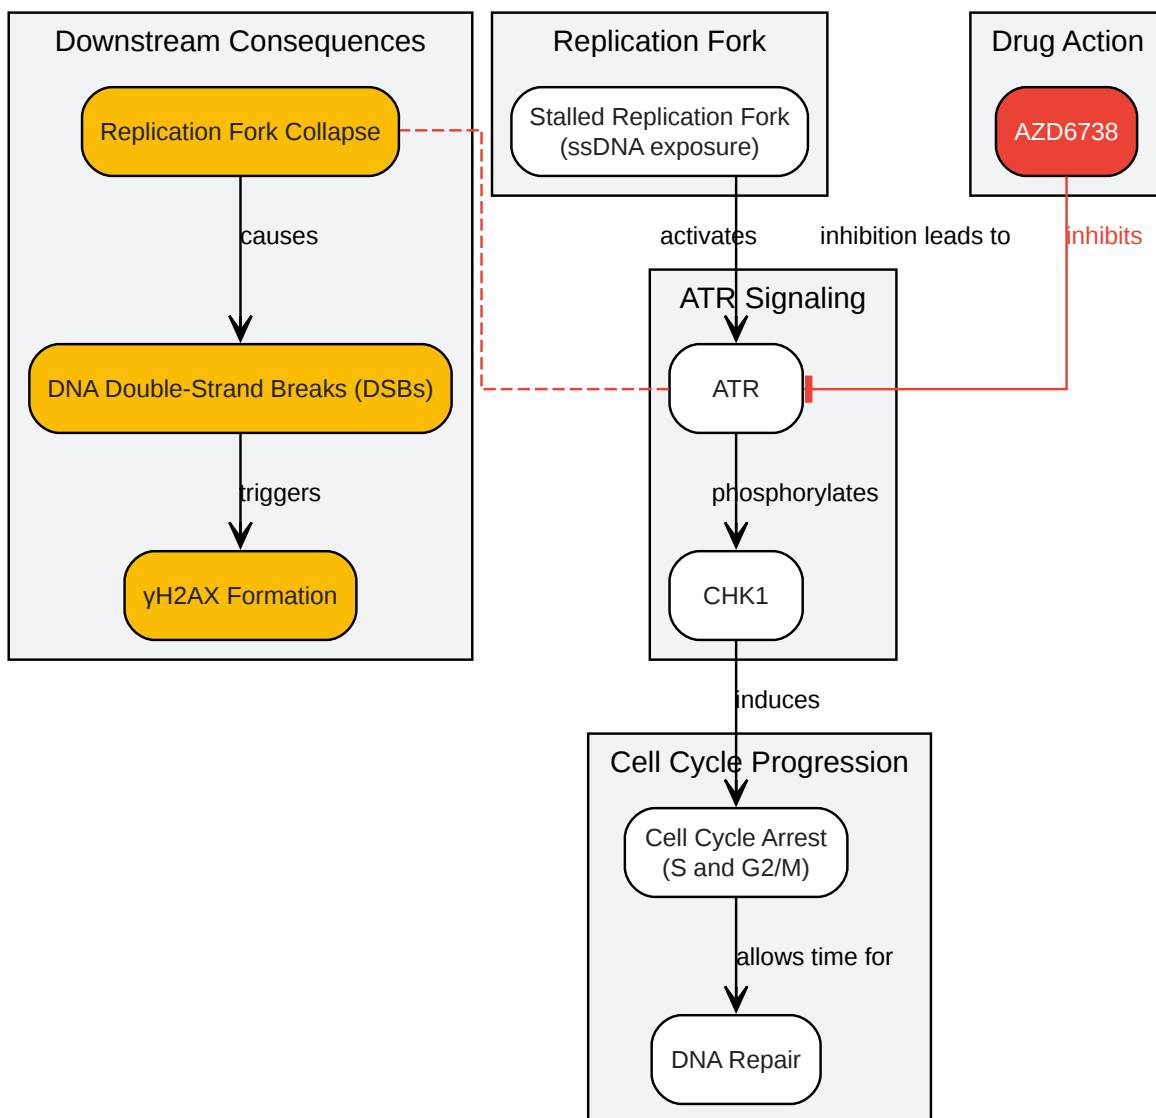 Downstream Consequences
Replication Fork
Drug Action
Replication Fork Collapse
Stalled Replication Fork
(ssDNA exposure)
AZD6738
causes
activates
inhibition leads to
inhibits
ATR Signaling
DNA Double-Strand Breaks (DSBs)
ATR
triggers
phosphorylates
γH2AX Formation
CHK1
induces
Cell Cycle Progression
Cell Cycle Arrest
(S and G2/M)
allows time for
DNA Repair